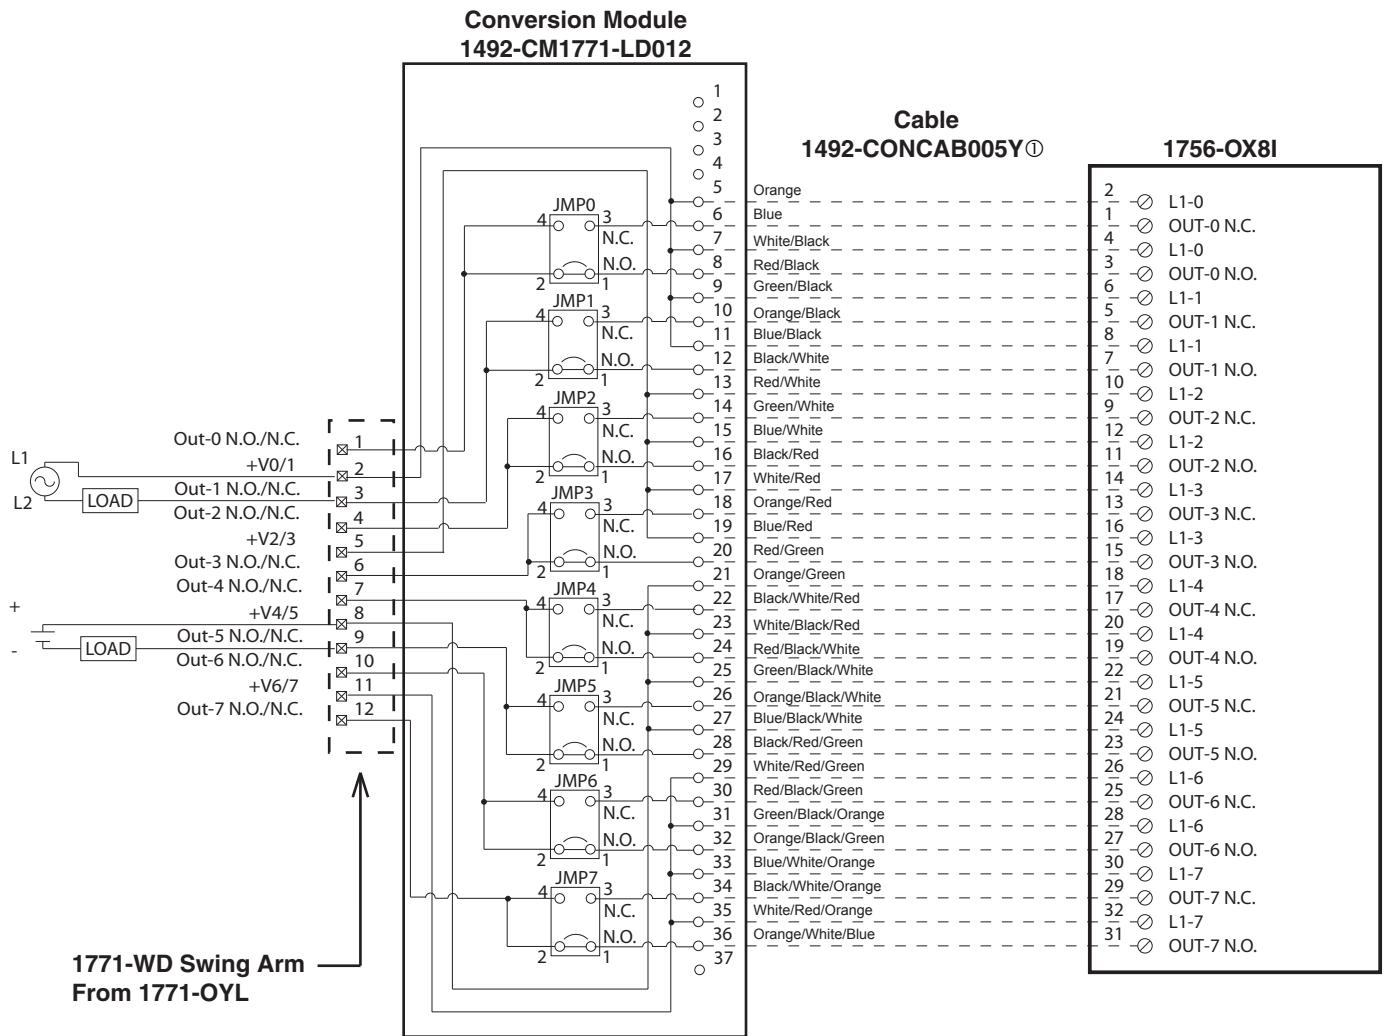 Conversion Module
1492-CM1771-LD012
Cable
1492-CONCAB005Y①
1756-OX8I
1
2
3
4
5 Orange 2 L1-0
6 Blue 1 OUT-0 N.C.
7 White/Black 4 L1-0
8 Red/Black 3 OUT-0 N.O.
9 Green/Black 6 L1-1
10 Orange/Black 5 OUT-1 N.C.
11 Blue/Black 8 L1-1
12 Black/White 7 OUT-1 N.O.
13 Red/White 10 L1-2
14 Green/White 9 OUT-2 N.C.
15 Blue/White 12 L1-2
16 Black/Red 11 OUT-2 N.O.
17 White/Red 14 L1-3
18 Orange/Red 13 OUT-3 N.C.
19 Blue/Red 16 L1-3
20 Red/Green 15 OUT-3 N.O.
21 Orange/Green 18 L1-4
22 Black/White/Red 17 OUT-4 N.C.
23 White/Black/Red 20 L1-4
24 Red/Black/White 19 OUT-4 N.O.
25 Green/Black/White 22 L1-5
26 Orange/Black/White 21 OUT-5 N.C.
27 Blue/Black/White 24 L1-5
28 Black/Red/Green 23 OUT-5 N.O.
29 White/Red/Green 26 L1-6
30 Red/Black/Green 25 OUT-6 N.C.
31 Green/Black/Orange 28 L1-6
32 Orange/Black/Green 27 OUT-6 N.O.
33 Blue/White/Orange 30 L1-7
34 Black/White/Orange 29 OUT-7 N.C.
35 White/Red/Orange 32 L1-7
36 Orange/White/Blue 31 OUT-7 N.O.
37
JMP0
4 3
N.C.
N.O.
2 1
JMP1
4 3
N.C.
N.O.
2 1
JMP2
4 3
N.C.
N.O.
2 1
JMP3
4 3
N.C.
N.O.
2 1
JMP4
4 3
N.C.
N.O.
2 1
JMP5
4 3
N.C.
N.O.
2 1
JMP6
4 3
N.C.
N.O.
2 1
JMP7
4 3
N.C.
N.O.
2 1
Out-0 N.O./N.C. 1
L1 +V0/1 2
L2 LOAD Out-1 N.O./N.C. 3
Out-2 N.O./N.C. 4
+V2/3 5
Out-3 N.O./N.C. 6
Out-4 N.O./N.C. 7
+ +V4/5 8
- LOAD Out-5 N.O./N.C. 9
Out-6 N.O./N.C. 10
+V6/7 11
Out-7 N.O./N.C. 12
1771-WD Swing Arm
From 1771-OYL